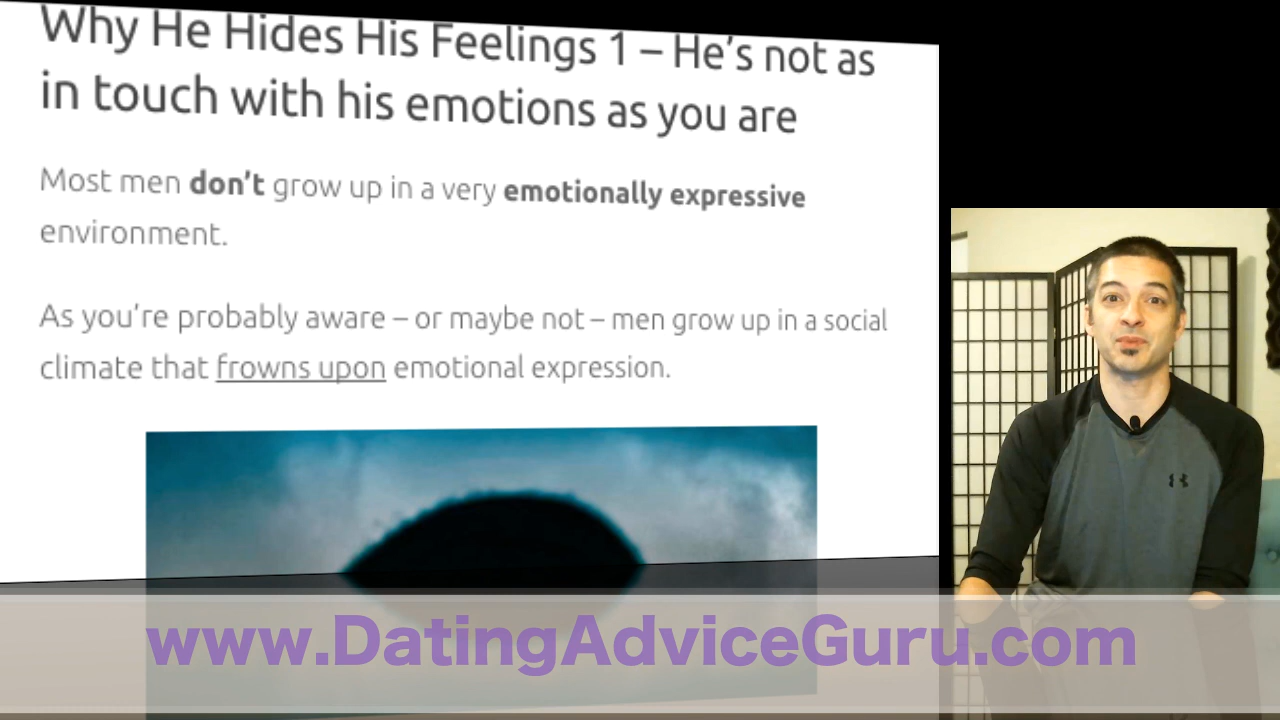 Why He Hides His Feelings 1 – He's not as
in touch with his emotions as you are
Most men don't grow up in a very emotionally expressive
environment.
As you're probably aware – or maybe not – men grow up in a social
climate that frowns upon emotional expression.
www.DatingAdviceGuru.com